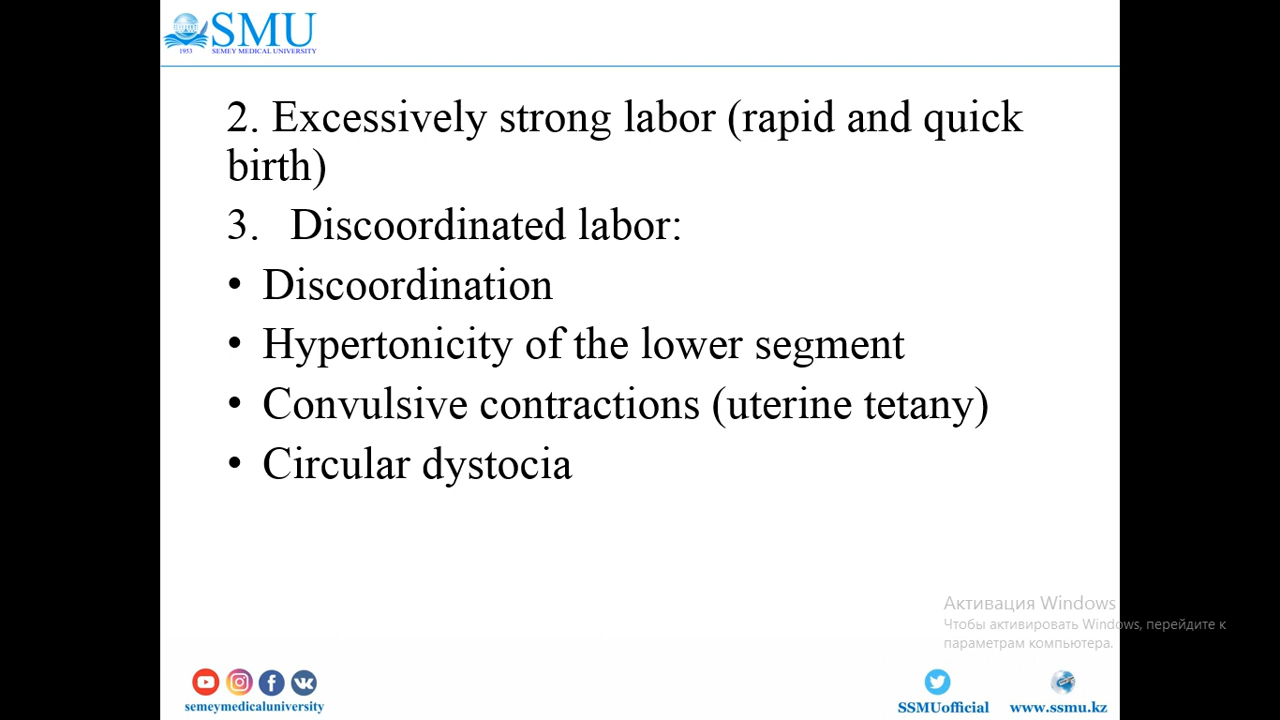 SMU
1953 SEMEY MEDICAL UNIVERSITY
2. Excessively strong labor (rapid and quick
birth)
3. Discoordinated labor:
• Discoordination
• Hypertonicity of the lower segment
• Convulsive contractions (uterine tetany)
• Circular dystocia
Активация Windows
Чтобы активировать Windows, перейдите к
параметрам компьютера.
semeymedicaluniversity
SSMUofficial
www.ssmu.kz